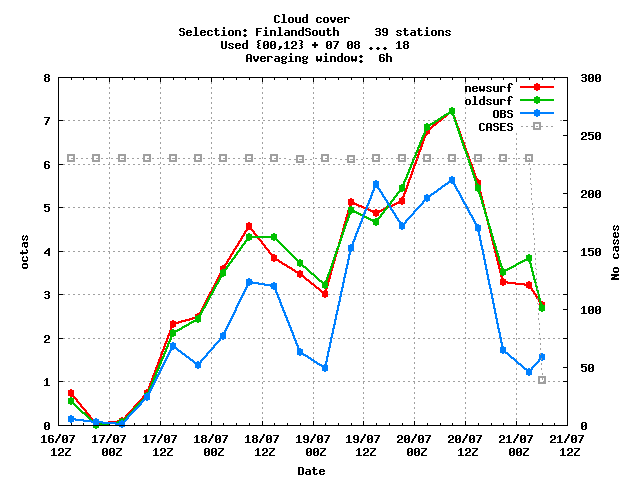 Cloud cover
Selection: FinlandSouth 39 stations
Used {00,12} + 07 08 ... 18
Averaging window: 6h
newsurf
oldsurf
OBS
CASES
octas
8
7
6
5
4
3
2
1
0
No cases
300
250
200
150
100
50
0
16/07 17/07 17/07 18/07 18/07 19/07 19/07 20/07 20/07 21/07 21/07
12Z 00Z 12Z 00Z 12Z 00Z 12Z 00Z 12Z 00Z 12Z
Date